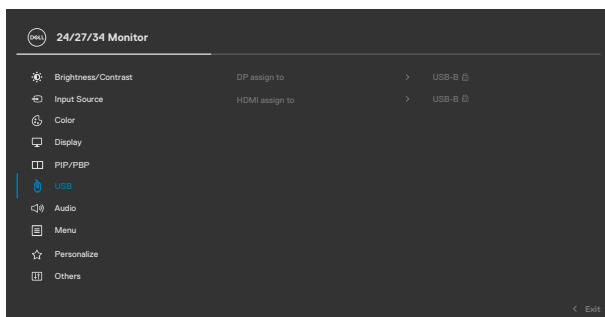 DELL 24/27/34 Monitor
Brightness/Contrast DP assign to > USB-B
Input Source HDMI assign to > USB-B
Color
Display
PIP/PBP
USB
Audio
Menu
Personalize
Others
< Exit